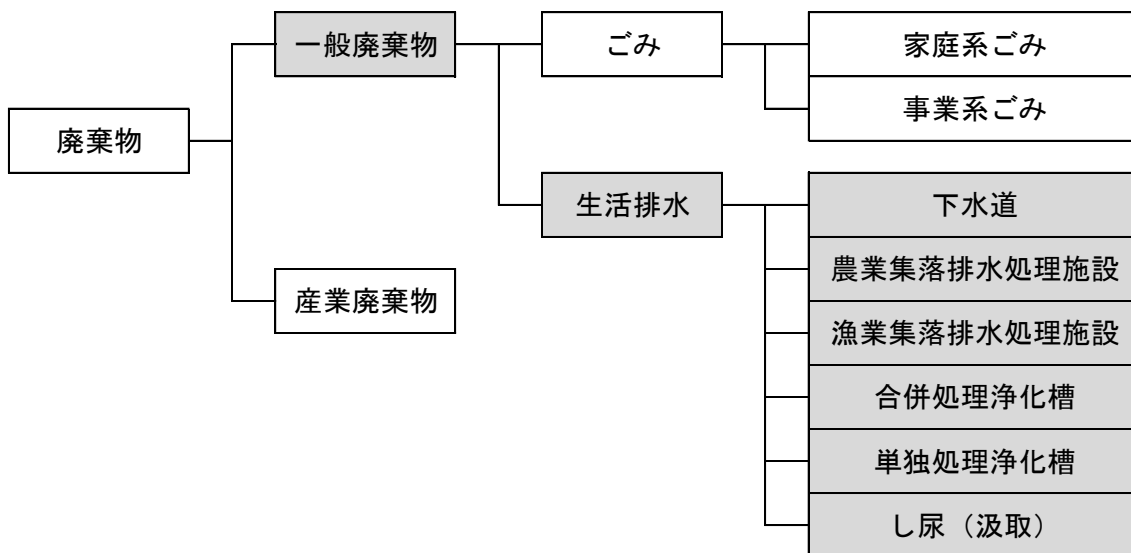 一般廃棄物
ごみ
家庭系ごみ
事業系ごみ
廃棄物
生活排水
下水道
農業集落排水処理施設
産業廃棄物
漁業集落排水処理施設
合併処理浄化槽
単独処理浄化槽
し尿（汲取）